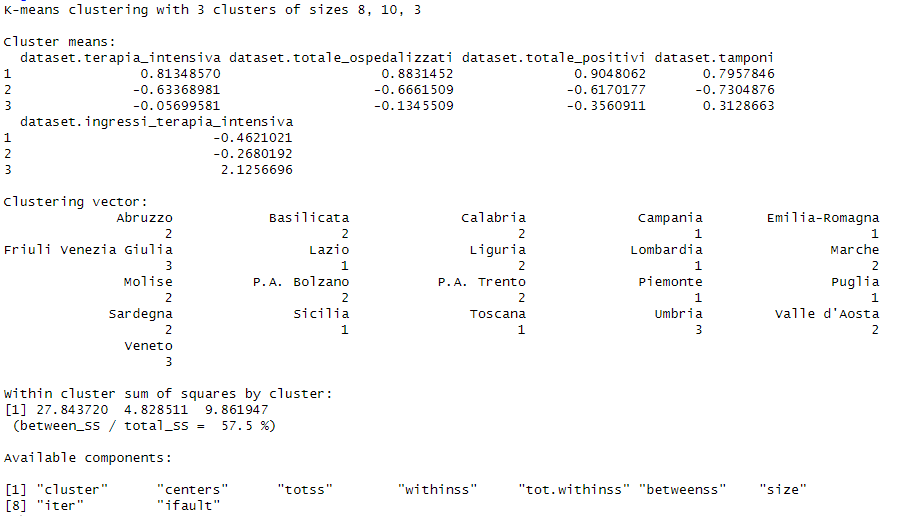 K-means clustering with 3 clusters of sizes 8, 10, 3

Cluster means:
  dataset.terapia_intensiva dataset.totale_ospedalizzati dataset.totale_positivi dataset.tamponi
1                0.81348570                    0.8831452               0.9048062       0.7957846
2               -0.63368981                   -0.6661509              -0.6170177      -0.7304876
3               -0.05699581                   -0.1345509              -0.3560911       0.3128663
  dataset.ingressi_terapia_intensiva
1                         -0.4621021
2                         -0.2680192
3                          2.1256696

Clustering vector:
              Abruzzo            Basilicata              Calabria              Campania        Emilia-Romagna
                    2                     2                     2                     1                     1
Friuli Venezia Giulia                 Lazio               Liguria             Lombardia                Marche
                    3                     1                     2                     1                     2
               Molise          P.A. Bolzano           P.A. Trento              Piemonte                Puglia
                    2                     2                     2                     1                     1
             Sardegna               Sicilia               Toscana                Umbria         Valle d'Aosta
                    2                     1                     1                     3                     2
               Veneto
                    3

Within cluster sum of squares by cluster:
[1] 27.843720  4.828511  9.861947
 (between_SS / total_SS =  57.5 %)

Available components:

[1] "cluster"      "centers"      "totss"        "withinss"     "tot.withinss" "betweenss"    "size"
[8] "iter"         "ifault"